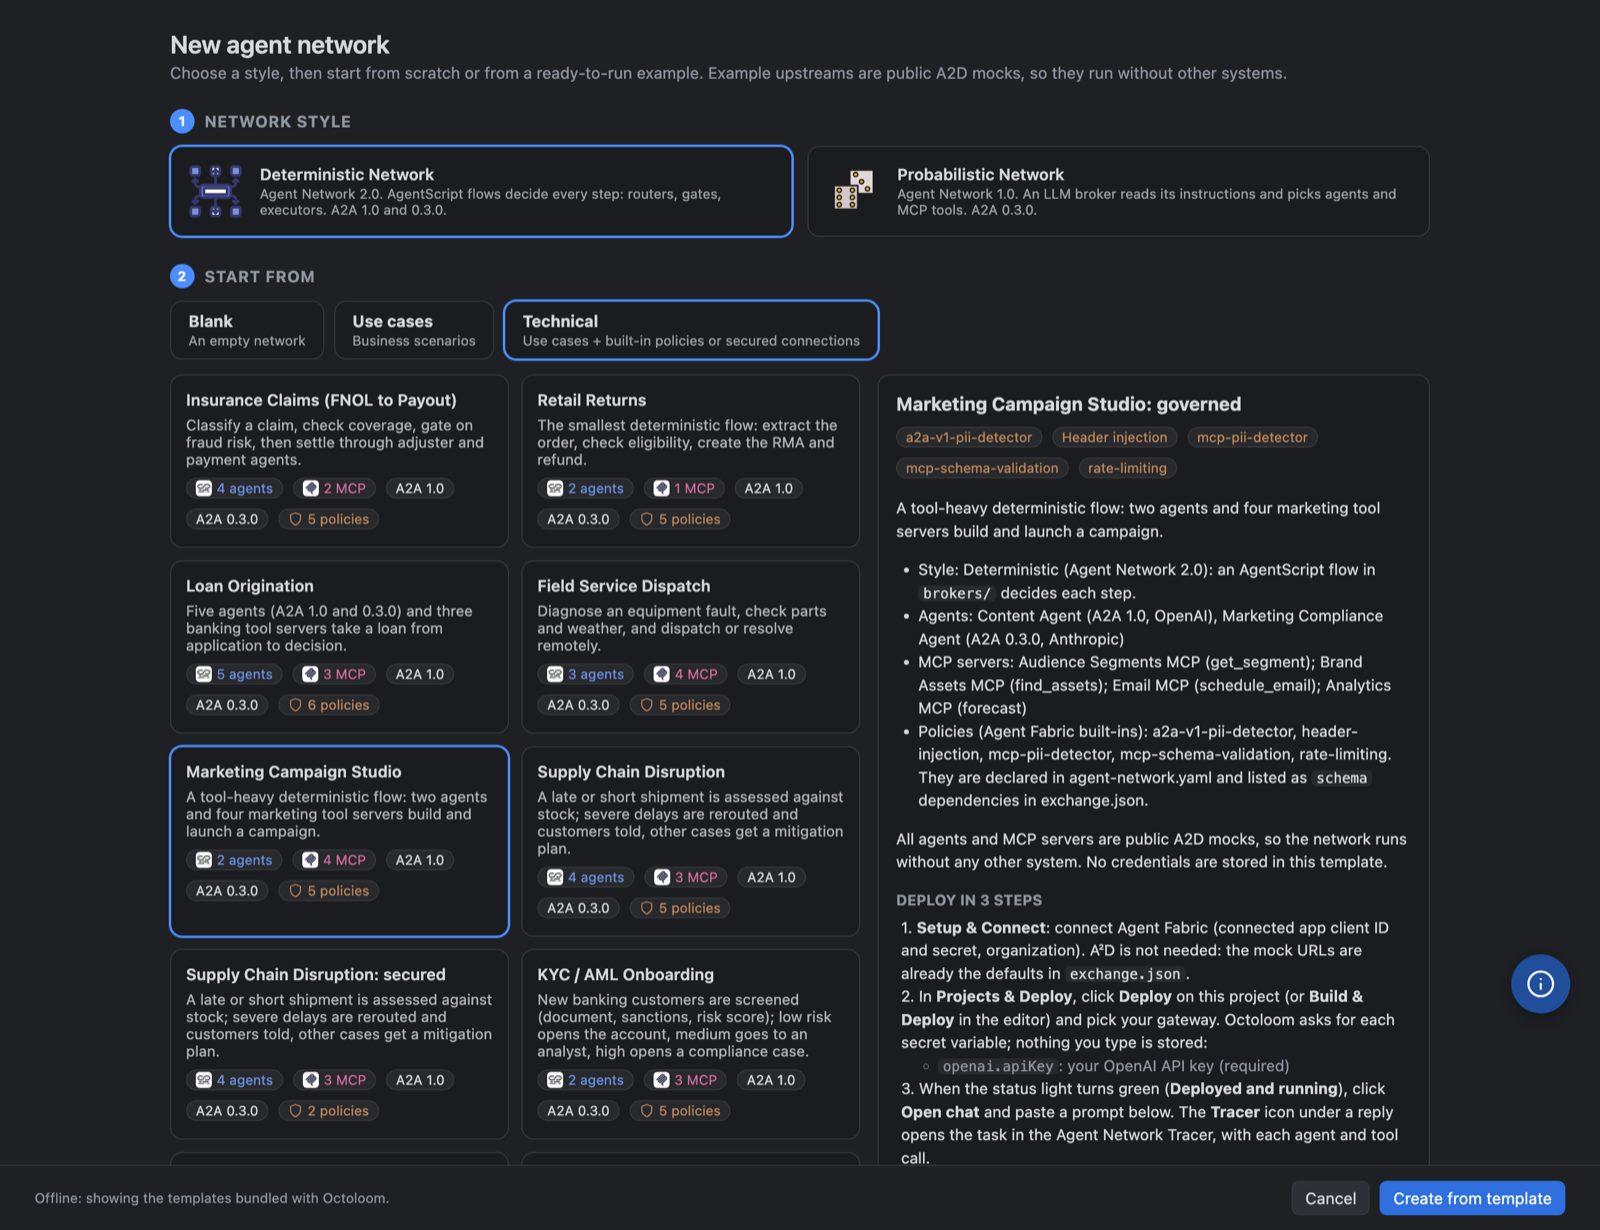 New agent network
Choose a style, then start from scratch or from a ready-to-run example. Example upstreams are public A2D mocks, so they run without other systems.
1 NETWORK STYLE
Deterministic Network
Agent Network 2.0. AgentScript flows decide every step: routers, gates,
executors. A2A 1.0 and 0.3.0.
Probabilistic Network
Agent Network 1.0. An LLM broker reads its instructions and picks agents and
MCP tools. A2A 0.3.0.
2 START FROM
Blank
An empty network
Use cases
Business scenarios
Technical
Use cases + built-in policies or secured connections
Insurance Claims (FNOL to Payout)
Classify a claim, check coverage, gate on
fraud risk, then settle through adjuster and
payment agents.
4 agents 2 MCP A2A 1.0
A2A 0.3.0 5 policies
Retail Returns
The smallest deterministic flow: extract the
order, check eligibility, create the RMA and
refund.
2 agents 1 MCP A2A 1.0
A2A 0.3.0 5 policies
Loan Origination
Five agents (A2A 1.0 and 0.3.0) and three
banking tool servers take a loan from
application to decision.
5 agents 3 MCP A2A 1.0
A2A 0.3.0 6 policies
Field Service Dispatch
Diagnose an equipment fault, check parts
and weather, and dispatch or resolve
remotely.
3 agents 4 MCP A2A 1.0
A2A 0.3.0 5 policies
Marketing Campaign Studio
A tool-heavy deterministic flow: two agents
and four marketing tool servers build and
launch a campaign.
2 agents 4 MCP A2A 1.0
A2A 0.3.0 5 policies
Supply Chain Disruption
A late or short shipment is assessed against
stock; severe delays are rerouted and
customers told, other cases get a mitigation
plan.
4 agents 3 MCP A2A 1.0
A2A 0.3.0 5 policies
Supply Chain Disruption: secured
A late or short shipment is assessed against
stock; severe delays are rerouted and
customers told, other cases get a mitigation
plan.
4 agents 3 MCP A2A 1.0
A2A 0.3.0 2 policies
KYC / AML Onboarding
New banking customers are screened
(document, sanctions, risk score); low risk
opens the account, medium goes to an
analyst, high opens a compliance case.
2 agents 3 MCP A2A 1.0
A2A 0.3.0 5 policies
Marketing Campaign Studio: governed
a2a-v1-pii-detector Header injection mcp-pii-detector
mcp-schema-validation rate-limiting
A tool-heavy deterministic flow: two agents and four marketing tool
servers build and launch a campaign.
• Style: Deterministic (Agent Network 2.0): an AgentScript flow in
brokers/ decides each step.
• Agents: Content Agent (A2A 1.0, OpenAI), Marketing Compliance
Agent (A2A 0.3.0, Anthropic)
• MCP servers: Audience Segments MCP (get_segment); Brand
Assets MCP (find_assets); Email MCP (schedule_email); Analytics
MCP (forecast)
• Policies (Agent Fabric built-ins): a2a-v1-pii-detector, header-
injection, mcp-pii-detector, mcp-schema-validation, rate-limiting.
They are declared in agent-network.yaml and listed as schema
dependencies in exchange.json.
All agents and MCP servers are public A2D mocks, so the network runs
without any other system. No credentials are stored in this template.
DEPLOY IN 3 STEPS
1. Setup & Connect: connect Agent Fabric (connected app client ID
and secret, organization). A²D is not needed: the mock URLs are
already the defaults in exchange.json.
2. In Projects & Deploy, click Deploy on this project (or Build &
Deploy in the editor) and pick your gateway. Octoloom asks for each
secret variable; nothing you type is stored:
◦ openai.apiKey: your OpenAI API key (required)
3. When the status light turns green (Deployed and running), click
Open chat and paste a prompt below. The Tracer icon under a reply
opens the task in the Agent Network Tracer, with each agent and tool
call.
Offline: showing the templates bundled with Octoloom.
Cancel
Create from template